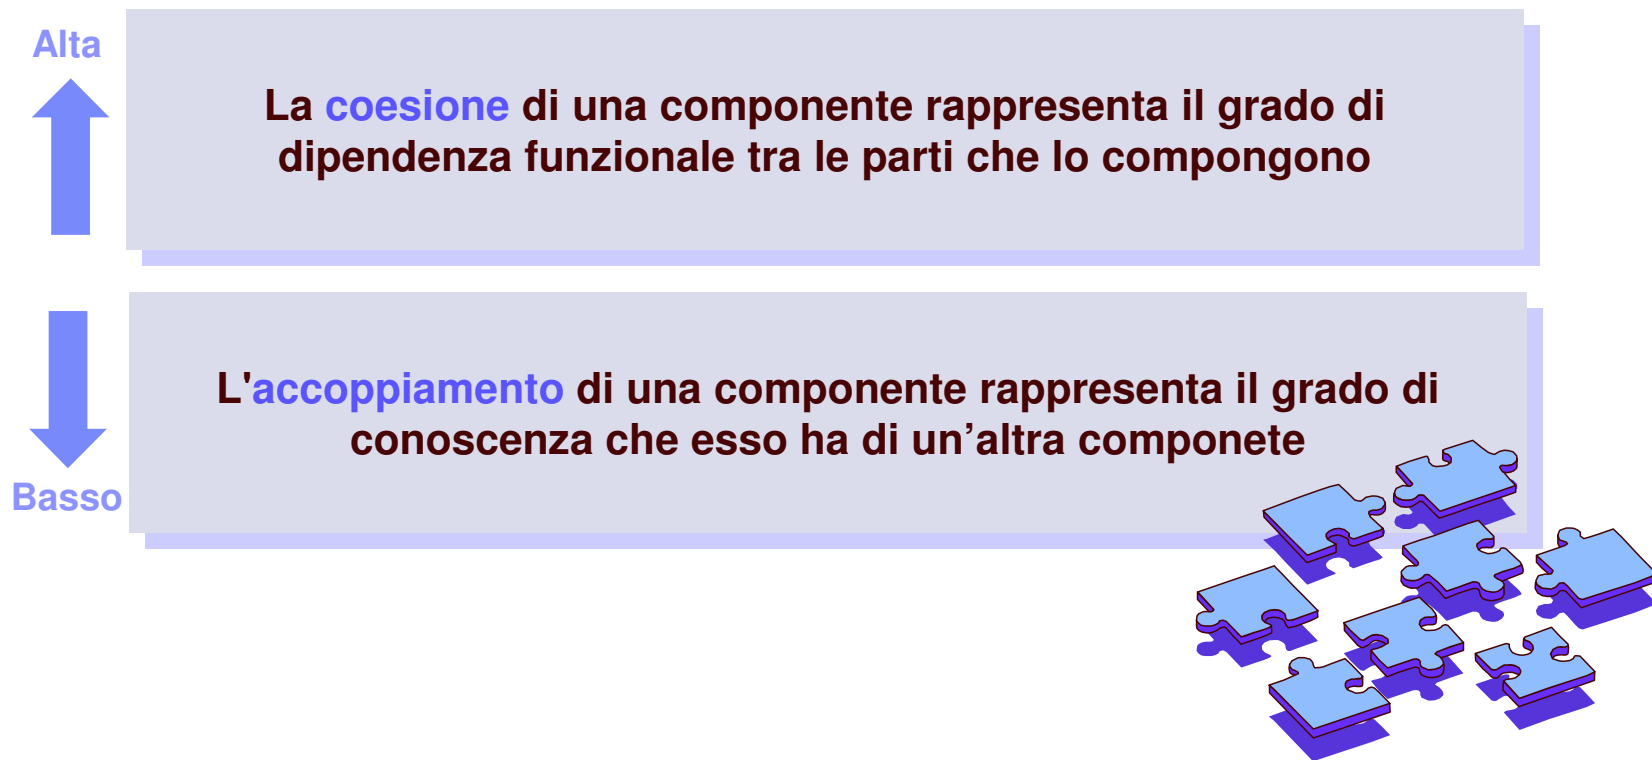 Alta
La coesione di una componente rappresenta il grado di
dipendenza funzionale tra le parti che lo compongono
L'accoppiamento di una componente rappresenta il grado di
conoscenza che esso ha di un’altra componete
Basso